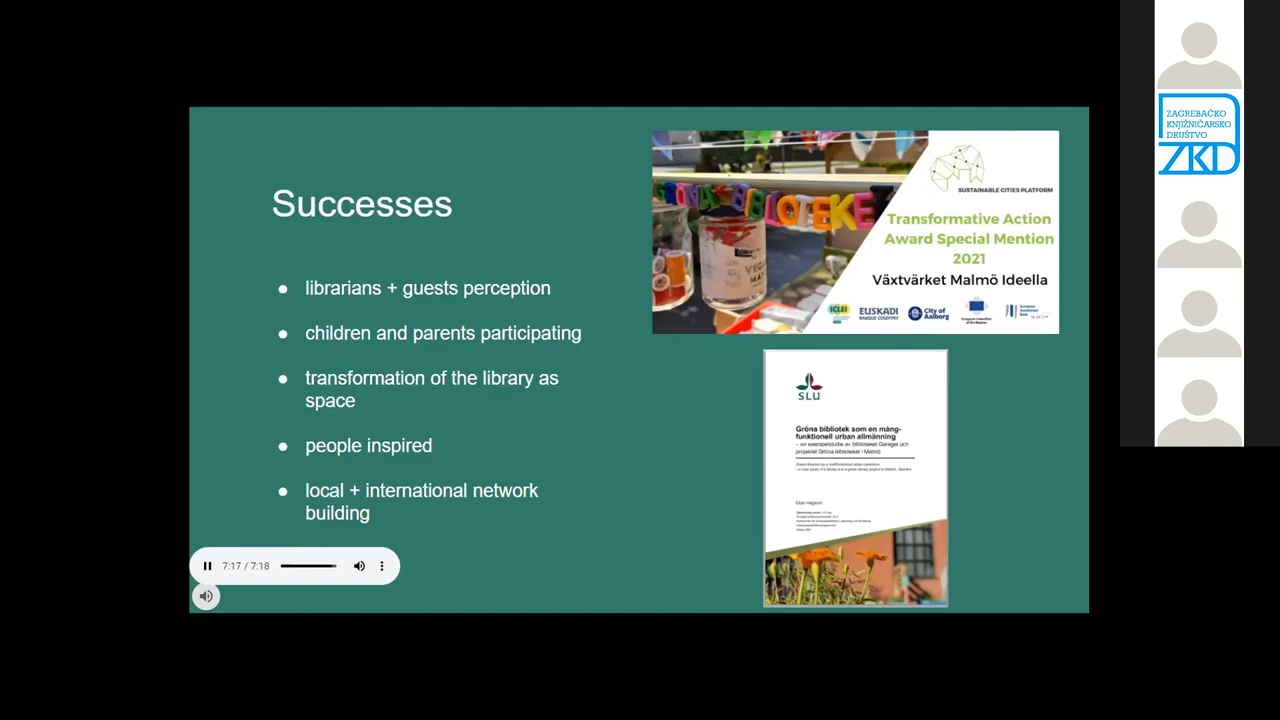 Successes
● librarians + guests perception
● children and parents participating
● transformation of the library as
space
● people inspired
● local + international network
building
7:17 / 7:18
GRÖNA BIBLIOTEKET
SUSTAINABLE CITIES PLATFORM
Transformative Action
Award Special Mention
2021
Växtvärket Malmö Ideella
ICLEI
EUSKADI
BASQUE COUNTRY
City of
Aalborg
SLU
Gröna bibliotek som en mång-
funktionell urban allmänning
– en exempelstudie av biblioteket Garaget och
projektet Gröna biblioteket i Malmö
ZAGREBAČKO
KNJIŽNIČARSKO
DRUŠTVO
ZKD